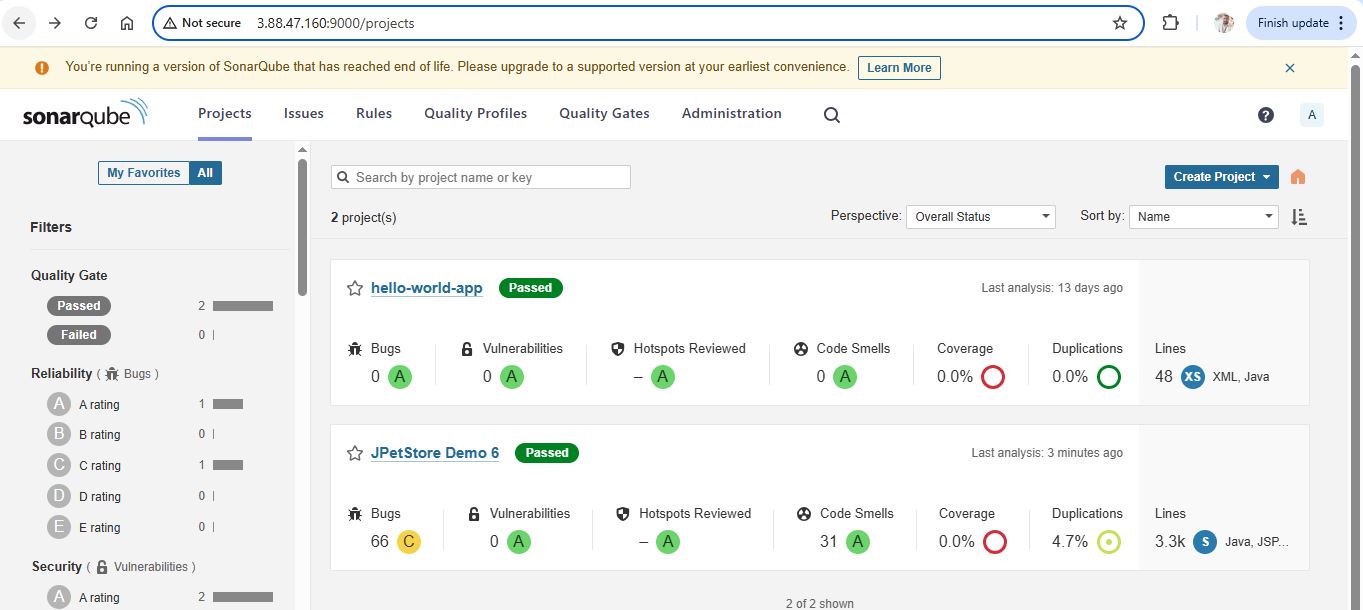 Not secure 3.88.47.160:9000/projects Finish update
You're running a version of SonarQube that has reached end of life. Please upgrade to a supported version at your earliest convenience. Learn More
sonarqube Projects Issues Rules Quality Profiles Quality Gates Administration ? A
My Favorites All
Search by project name or key
Create Project
2 project(s)
Perspective: Overall Status
Sort by: Name
Filters
Quality Gate
Passed 2
Failed 0
Reliability ( Bugs )
A A rating 1
B B rating 0
C C rating 1
D D rating 0
E E rating 0
Security ( Vulnerabilities )
A A rating 2
hello-world-app Passed
Last analysis: 13 days ago
Bugs Vulnerabilities Hotspots Reviewed Code Smells Coverage Duplications Lines
0 A 0 A – A 0 A 0.0% 0.0% 48 XS XML, Java
JPetStore Demo 6 Passed
Last analysis: 3 minutes ago
Bugs Vulnerabilities Hotspots Reviewed Code Smells Coverage Duplications Lines
66 C 0 A – A 31 A 0.0% 4.7% 3.3k S Java, JSP...
2 of 2 shown